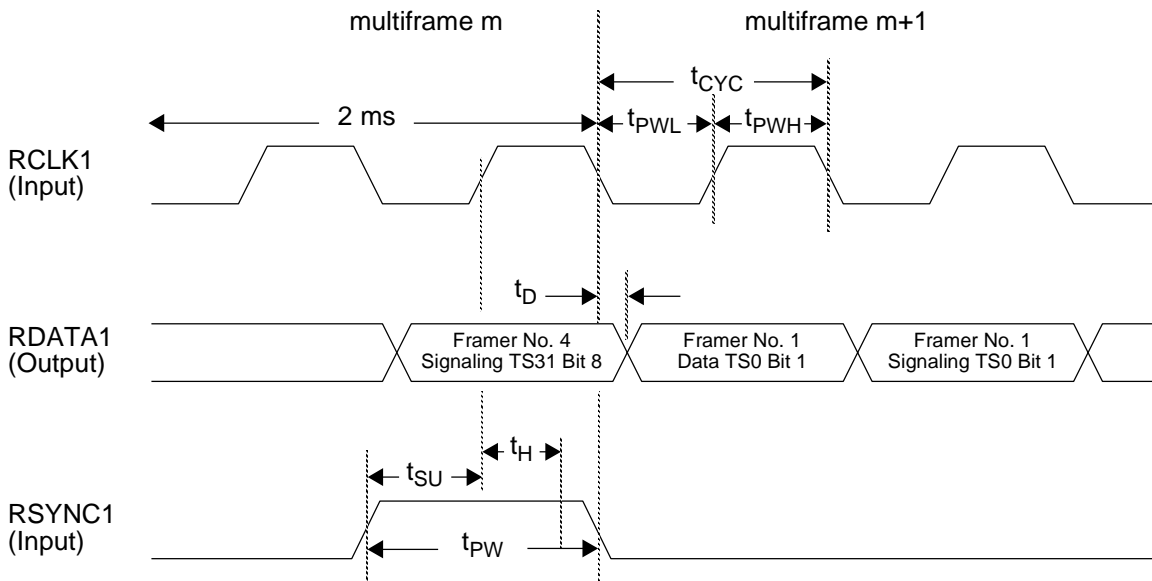 multiframe m
multiframe m+1
tCYC
2 ms
tPWL
tPWH
RCLK1
(Input)
tD
RDATA1
(Output)
Framer No. 4
Signaling TS31 Bit 8
Framer No. 1
Data TS0 Bit 1
Framer No. 1
Signaling TS0 Bit 1
tH
tSU
RSYNC1
(Input)
tPW